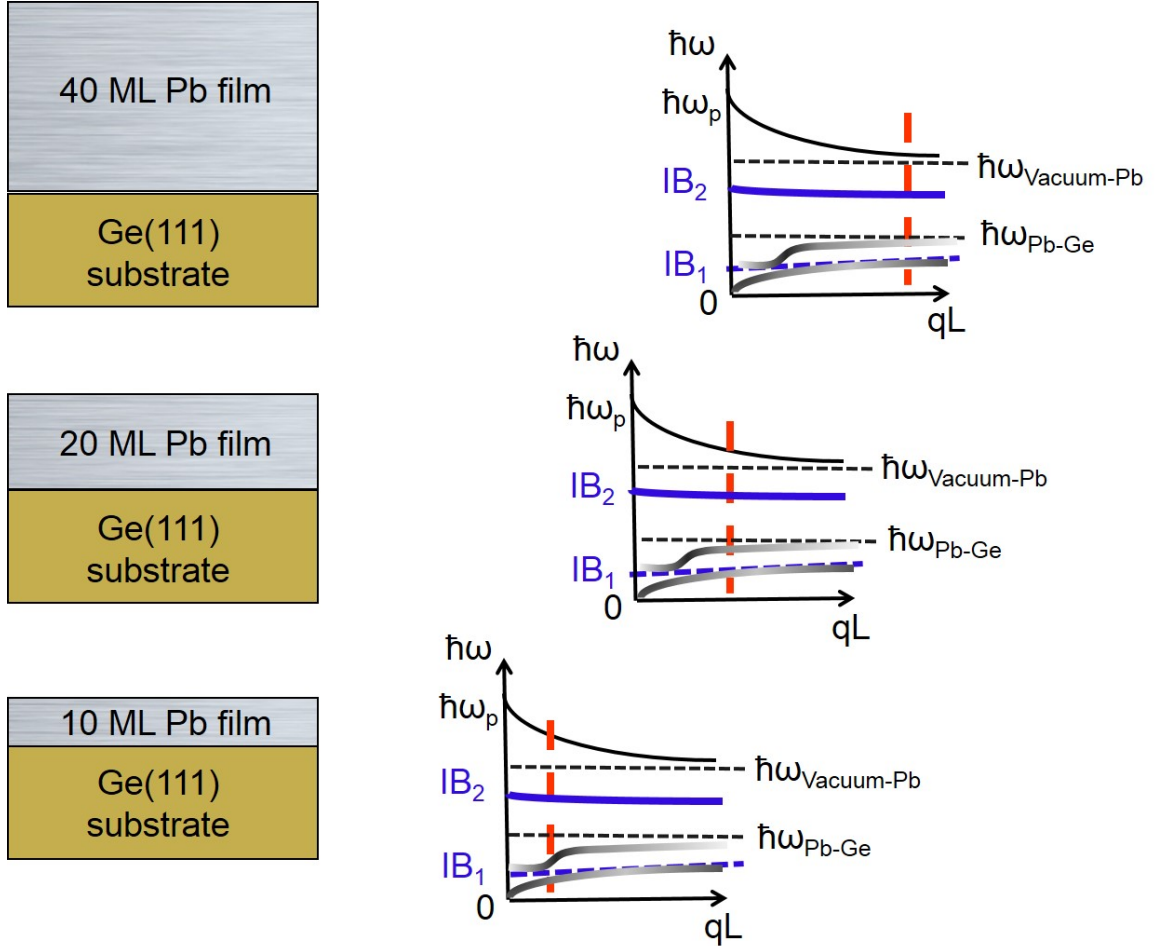 40 ML Pb film
Ge(111)
substrate
ħω
ħωp
IB2
IB1
0
ħωVacuum-Pb
ħωPb-Ge
qL
20 ML Pb film
Ge(111)
substrate
ħω
ħωp
IB2
IB1
0
ħωVacuum-Pb
ħωPb-Ge
qL
10 ML Pb film
Ge(111)
substrate
ħω
ħωp
IB2
IB1
0
ħωVacuum-Pb
ħωPb-Ge
qL